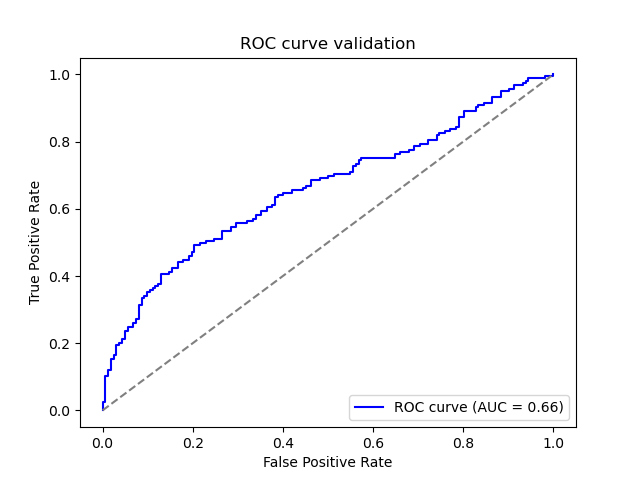 ROC curve validation
True Positive Rate
1.0
0.8
0.6
0.4
0.2
0.0
ROC curve (AUC = 0.66)
0.0 0.2 0.4 0.6 0.8 1.0
False Positive Rate